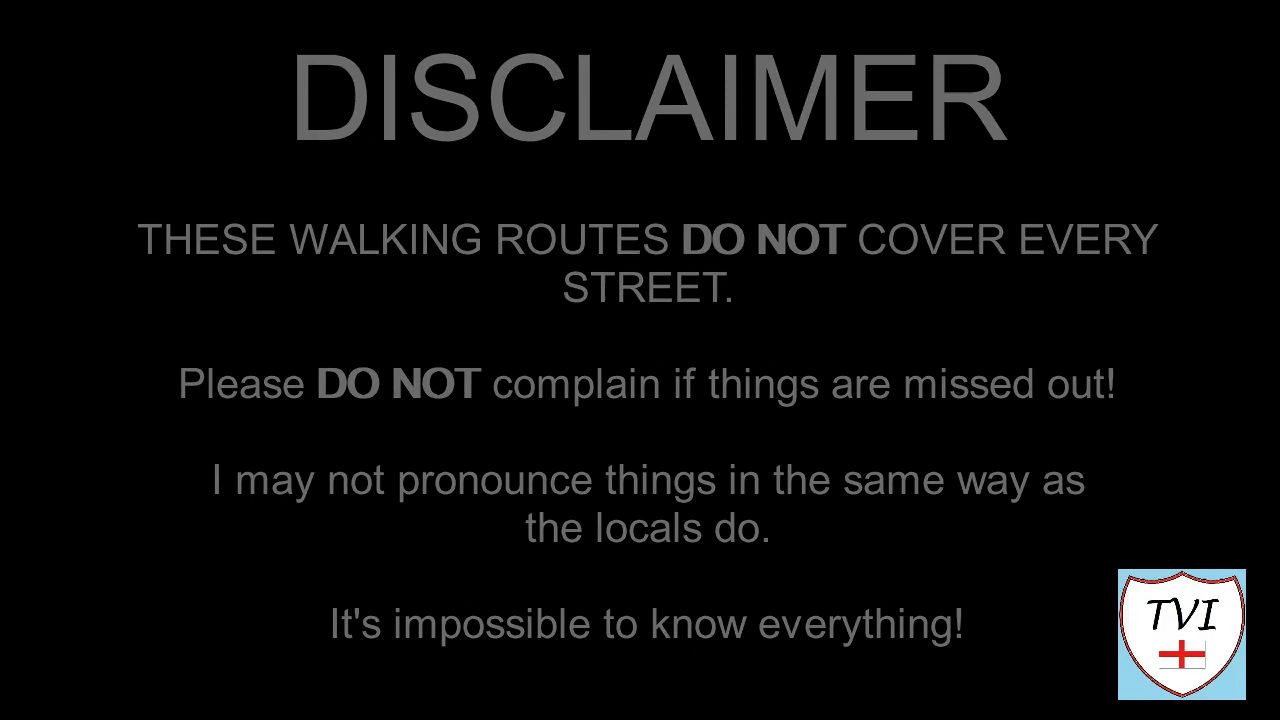 DISCLAIMER
THESE WALKING ROUTES DO NOT COVER EVERY
STREET.
Please DO NOT complain if things are missed out!
I may not pronounce things in the same way as
the locals do.
It's impossible to know everything!
TVI